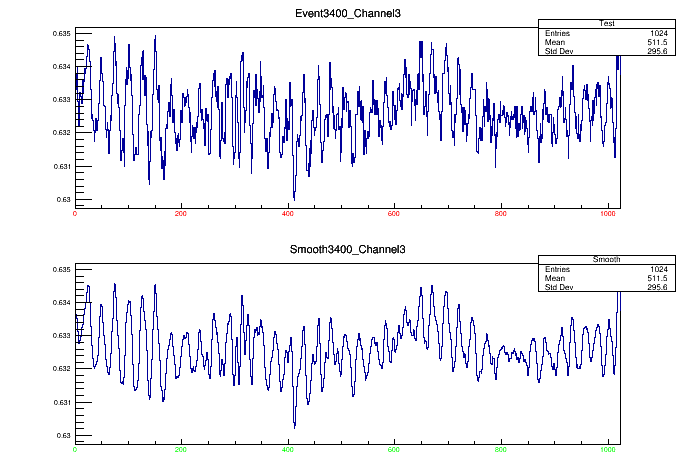 Event3400_Channel3
Test
Entries 1024
Mean 511.5
Std Dev 295.6
0.635
0.634
0.633
0.632
0.631
0.63
0 200 400 600 800 1000
Smooth3400_Channel3
Smooth
Entries 1024
Mean 511.5
Std Dev 295.6
0.635
0.634
0.633
0.632
0.631
0.63
0 200 400 600 800 1000